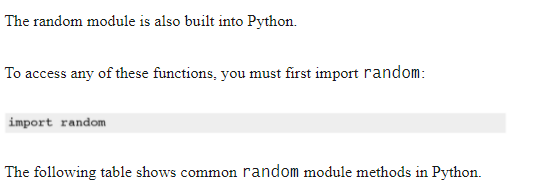 The random module is also built into Python.
To access any of these functions, you must first import random:
import random
The following table shows common random module methods in Python.